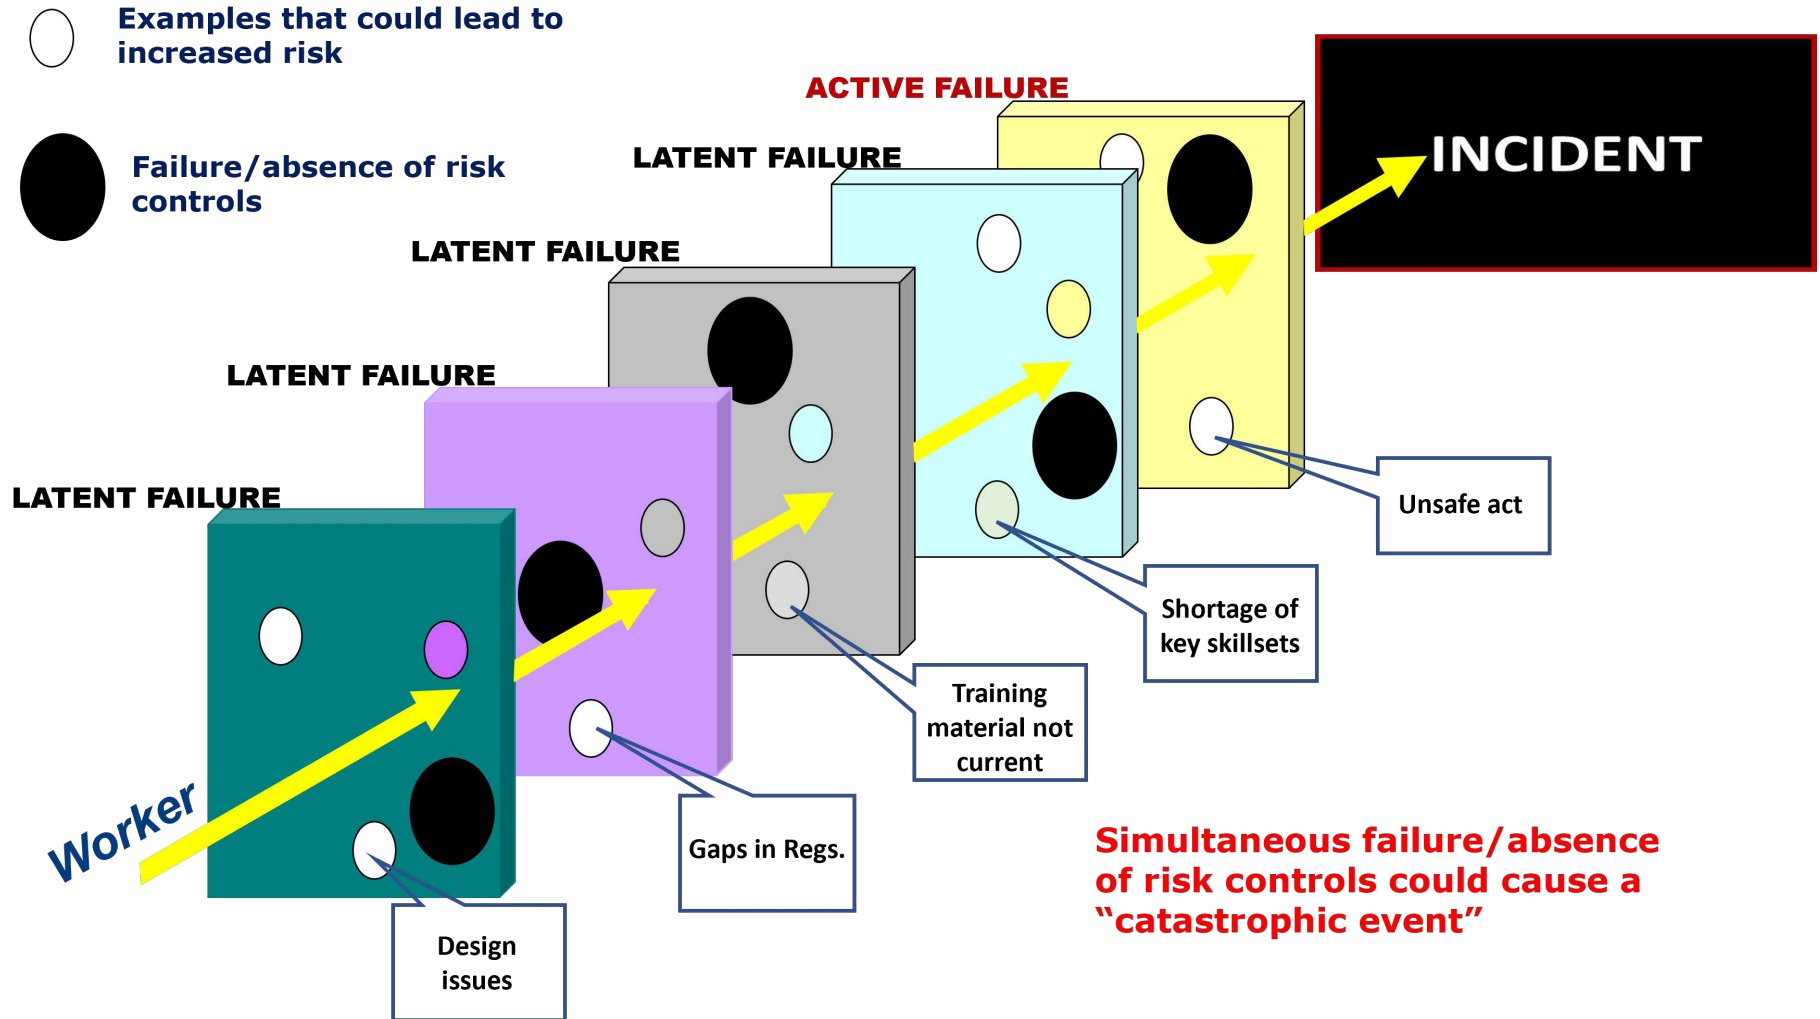 Examples that could lead to
increased risk
Failure/absence of risk
controls
ACTIVE FAILURE
LATENT FAILURE
LATENT FAILURE
LATENT FAILURE
LATENT FAILURE
INCIDENT
Worker
Unsafe act
Shortage of
key skillsets
Training
material not
current
Gaps in Regs.
Design
issues
Simultaneous failure/absence
of risk controls could cause a
“catastrophic event”